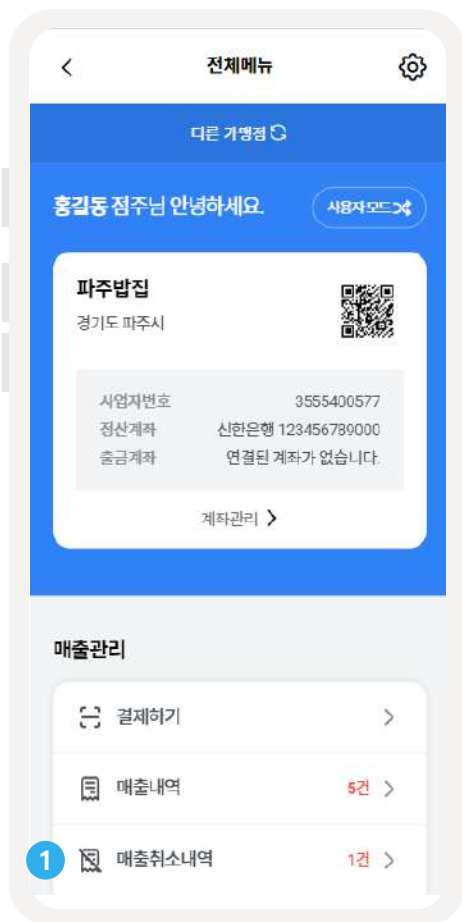 전체메뉴
다른 가맹점
홍길동 점주님 안녕하세요.
사용자 모드
파주밥집
경기도 파주시
사업자번호 3555400577
정산계좌 신한은행 123456789000
출금계좌 연결된 계좌가 없습니다.
계좌관리
매출관리
결제하기
매출내역 5건
1 매출취소내역 1건